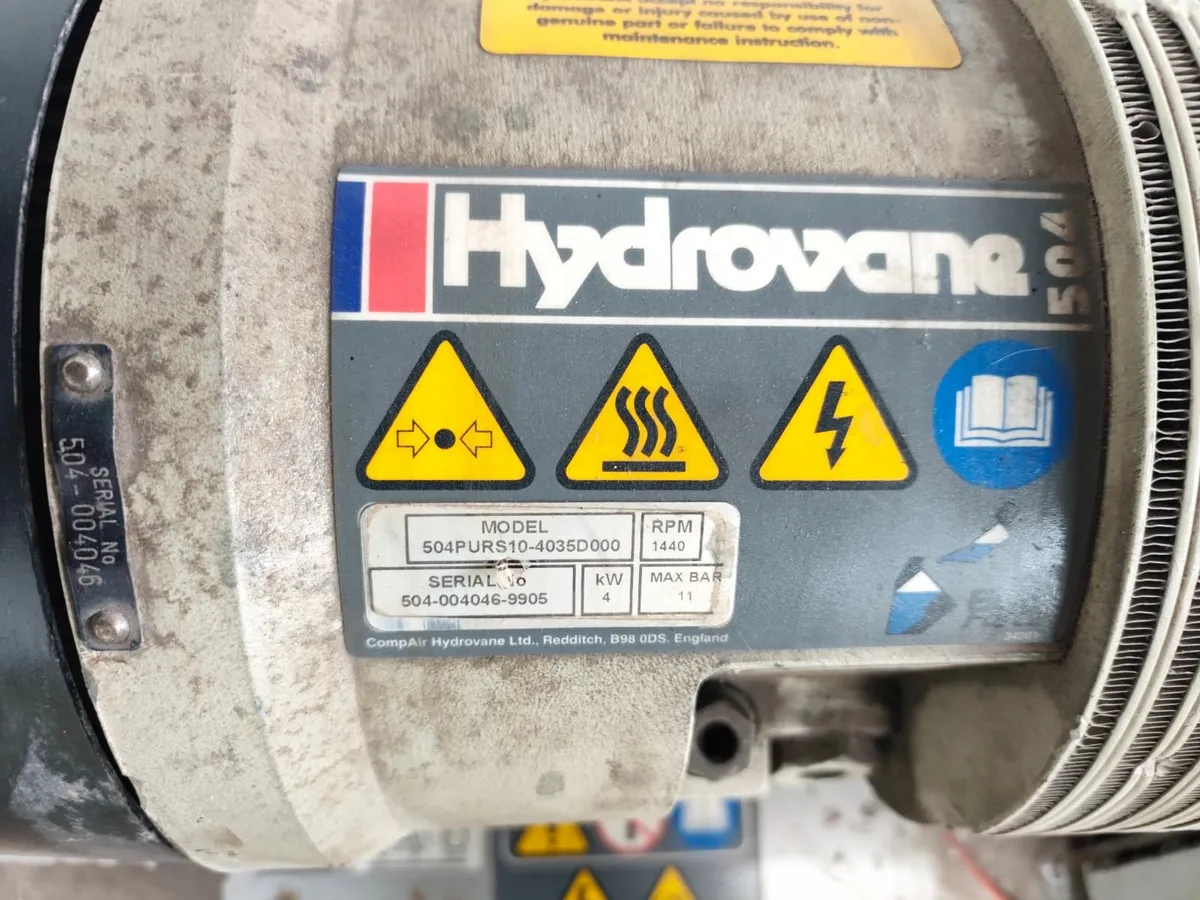 damage or injury caused by use of non-
genuine part or failure to comply with
maintenance instruction.
Hydrovane
504
MODEL
504PURS10-4035D000
RPM
1440
SERIAL No
504-004046-9905
kW
4
MAX BAR
11
CompAir Hydrovane Ltd., Redditch, B98 0DS. England
SERIAL No
504-004046